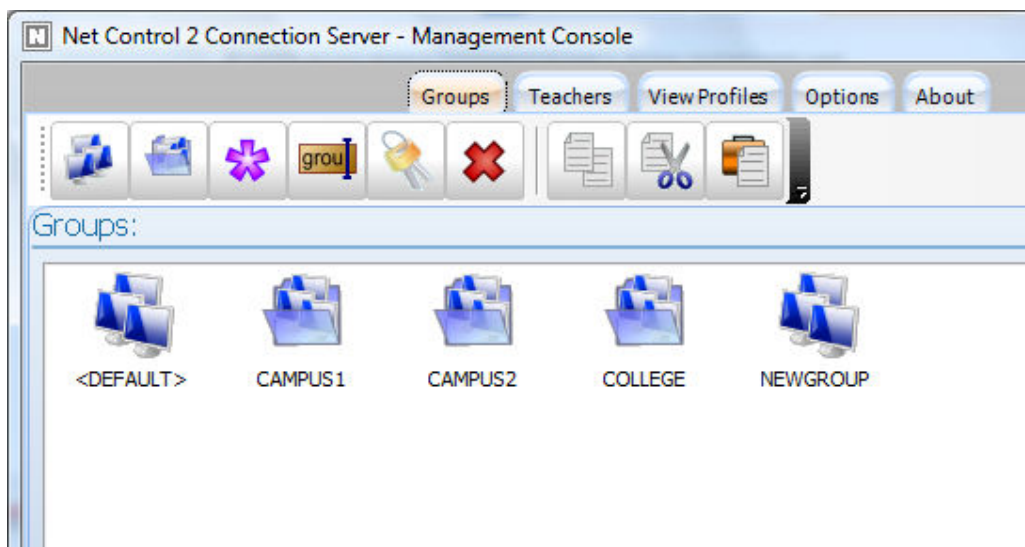 Net Control 2 Connection Server - Management Console
Groups Teachers View Profiles Options About
grou
Groups:
<DEFAULT> CAMPUS1 CAMPUS2 COLLEGE NEWGROUP